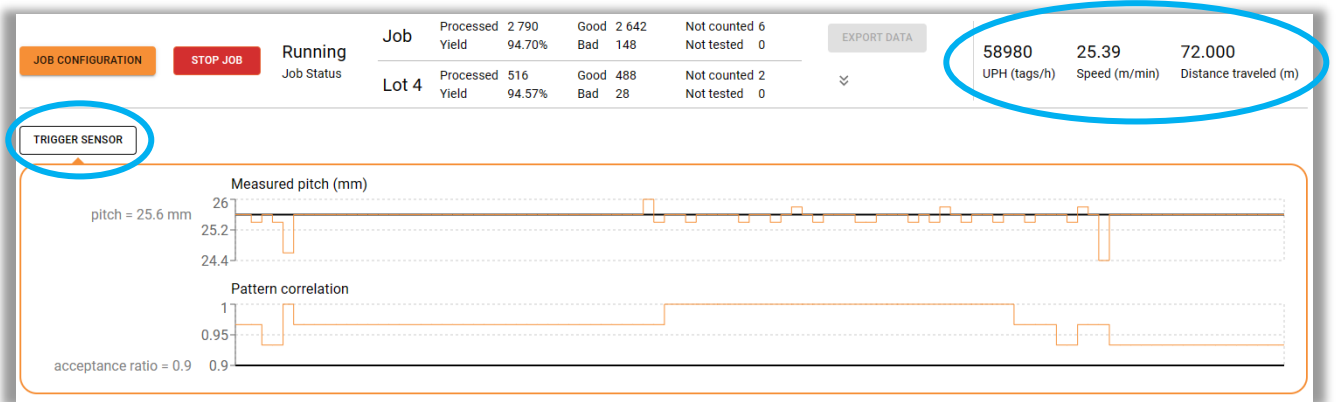 JOB CONFIGURATION
STOP JOB
Running
Job Status
Job
Processed 2 790
Good 2 642
Not counted 6
Yield 94.70%
Bad 148
Not tested 0
Lot 4
Processed 516
Good 488
Not counted 2
Yield 94.57%
Bad 28
Not tested 0
EXPORT DATA
58980
UPH (tags/h)
25.39
Speed (m/min)
72.000
Distance traveled (m)
TRIGGER SENSOR
Measured pitch (mm)
pitch = 25.6 mm
26
25.2
24.4
Pattern correlation
1
0.95
acceptance ratio = 0.9
0.9